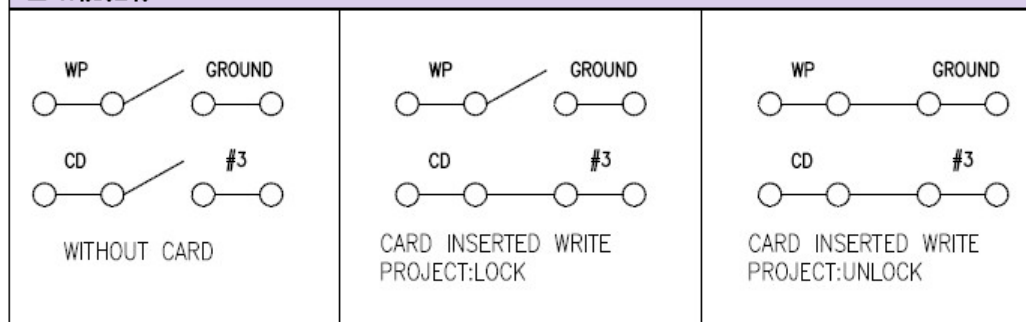 WP GROUND
CD #3
WITHOUT CARD
WP GROUND
CD #3
CARD INSERTED WRITE
PROJECT:LOCK
WP GROUND
CD #3
CARD INSERTED WRITE
PROJECT:UNLOCK